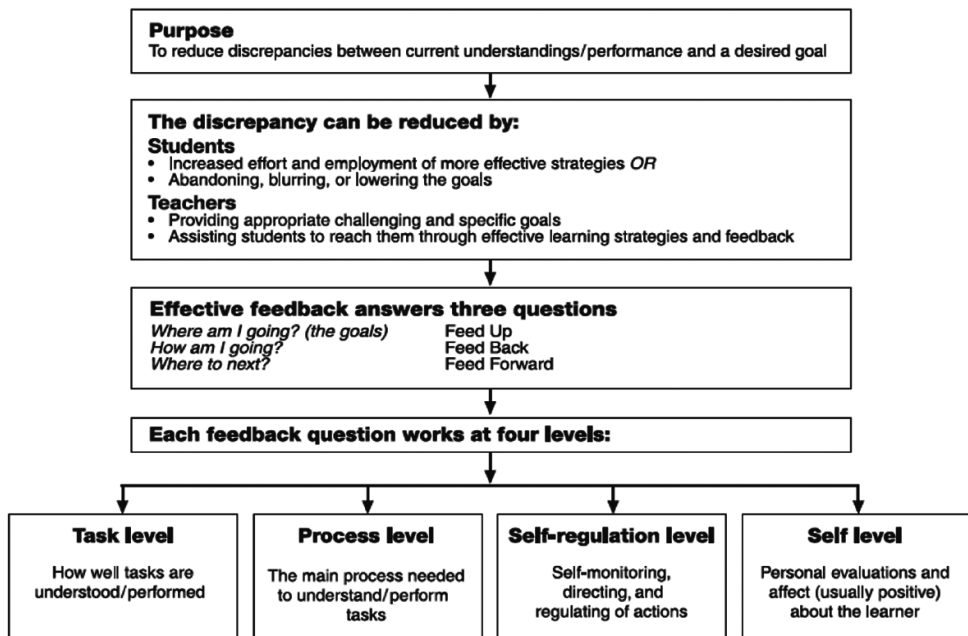 Purpose
To reduce discrepancies between current understandings/performance and a desired goal
The discrepancy can be reduced by:
Students
• Increased effort and employment of more effective strategies OR
• Abandoning, blurring, or lowering the goals
Teachers
• Providing appropriate challenging and specific goals
• Assisting students to reach them through effective learning strategies and feedback
Effective feedback answers three questions
Where am I going? (the goals) Feed Up
How am I going? Feed Back
Where to next? Feed Forward
Each feedback question works at four levels:
Task level
How well tasks are
understood/performed
Process level
The main process needed
to understand/perform
tasks
Self-regulation level
Self-monitoring,
directing, and
regulating of actions
Self level
Personal evaluations and
affect (usually positive)
about the learner